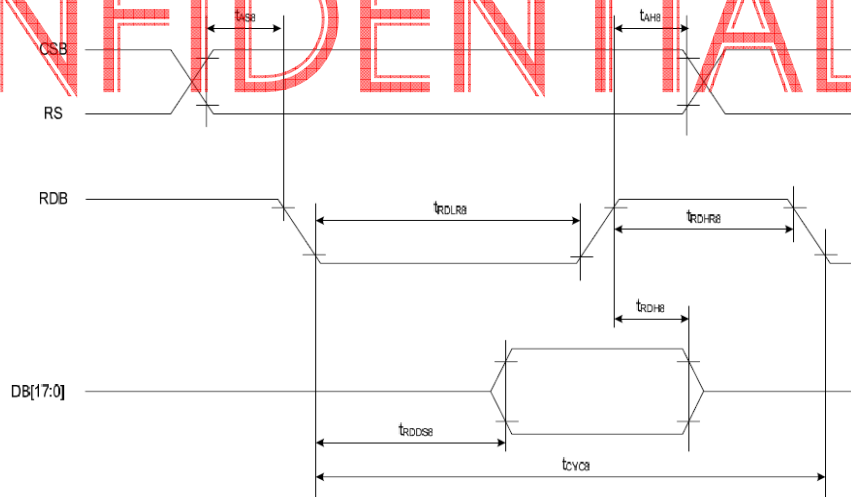 NFIDENTIAL
tAS8 tAH8
CSB
RS
RDB
tRDLR8
tRDHR8
tRDH8
DB[17:0]
tRDDS8
tCYC8